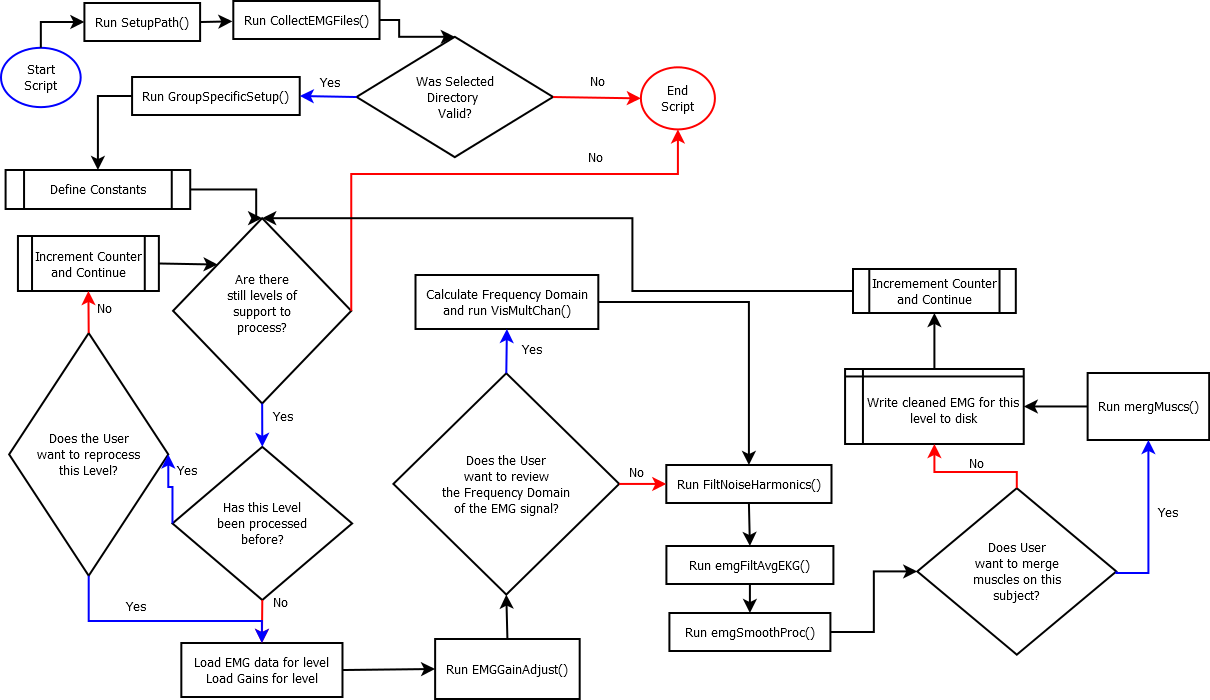 Run SetupPath()
Run CollectEMGFiles()
Start
Script
Was Selected
Directory
Valid?
Yes
No
End
Script
Run GroupSpecificSetup()
No
Define Constants
Increment Counter
and Continue
Are there
still levels of
support to
process?
Calculate Frequency Domain
and run VisMultChan()
Incremement Counter
and Continue
No
Yes
Yes
Does the User
want to reprocess
this Level?
Yes
Has this Level
been processed
before?
Does the User
want to review
the Frequency Domain
of the EMG signal?
No
Run FiltNoiseHarmonics()
Write cleaned EMG for this
level to disk
Run mergMuscs()
No
Yes
Run emgFiltAvgEKG()
Does User
want to merge
muscles on this
subject?
Yes
No
Run emgSmoothProc()
Load EMG data for level
Load Gains for level
Run EMGGainAdjust()